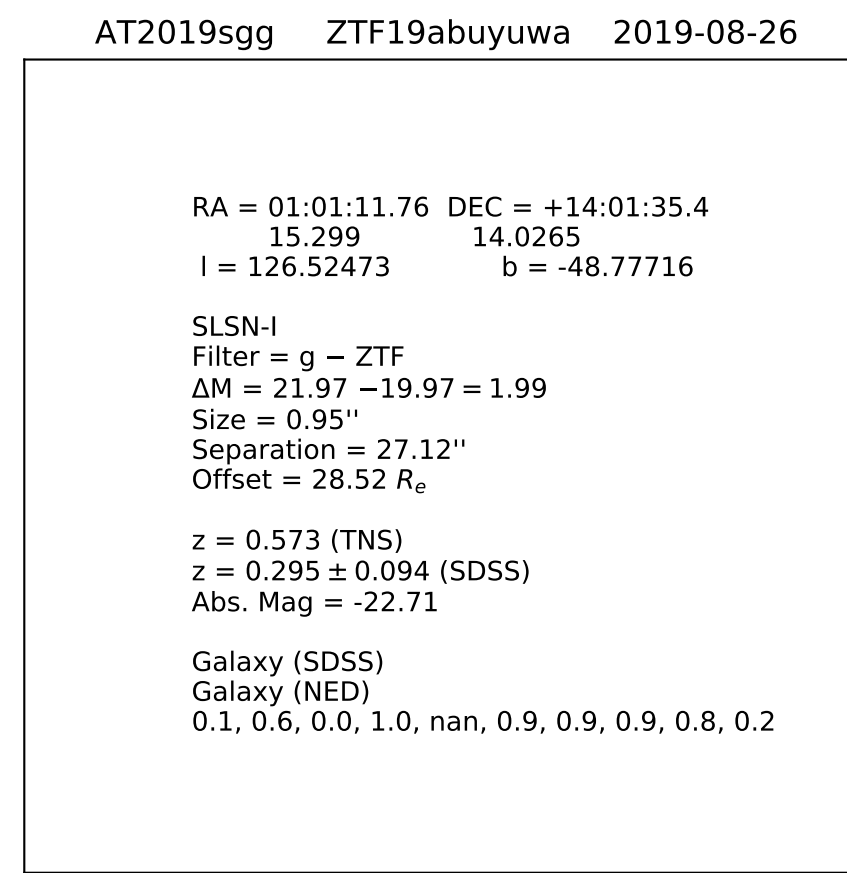 AT2019sgg ZTF19abuyuwa 2019-08-26
RA = 01:01:11.76 DEC = +14:01:35.4
15.299 14.0265
l = 126.52473 b = -48.77716
SLSN-I
Filter = g − ZTF
ΔM = 21.97 −19.97 = 1.99
Size = 0.95''
Separation = 27.12''
Offset = 28.52 Rₑ
z = 0.573 (TNS)
z = 0.295 ± 0.094 (SDSS)
Abs. Mag = -22.71
Galaxy (SDSS)
Galaxy (NED)
0.1, 0.6, 0.0, 1.0, nan, 0.9, 0.9, 0.9, 0.8, 0.2